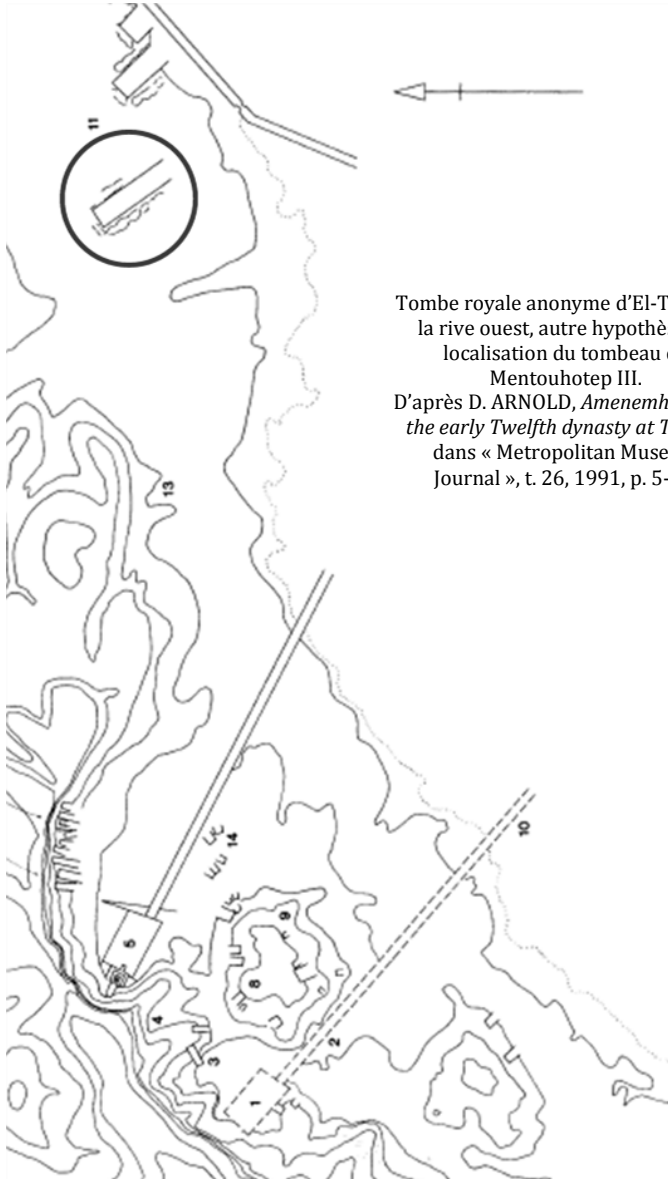 11
Tombe royale anonyme d’El-T
la rive ouest, autre hypothè
localisation du tombeau
Mentouhotep III.
D’après D. ARNOLD, Amenemh
the early Twelfth dynasty at T
dans « Metropolitan Muse
Journal », t. 26, 1991, p. 5-
13
14
10
5
9
8
4
3
2
1